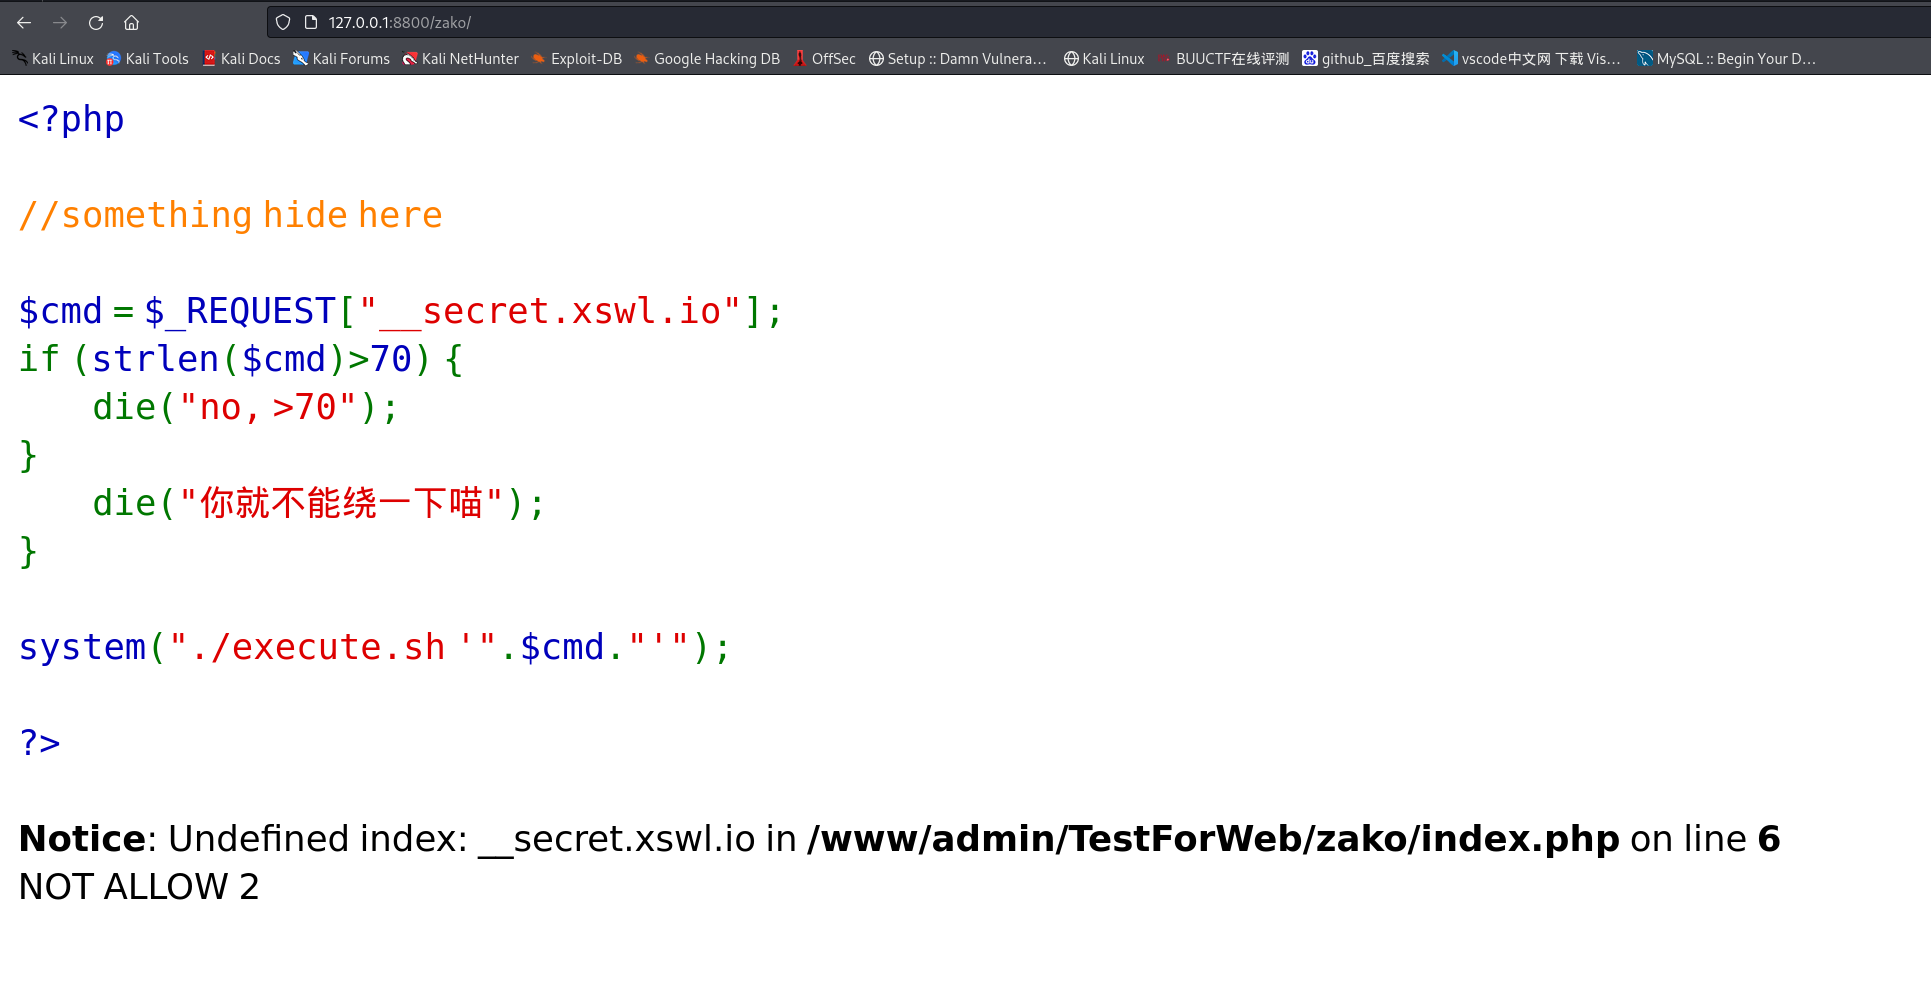 127.0.0.1:8800/zako/
Kali Linux Kali Tools Kali Docs Kali Forums Kali NetHunter Exploit-DB Google Hacking DB OffSec Setup :: Damn Vulnera... Kali Linux BUUCTF在线评测 github_百度搜索 vscode中文网 下载 Vis... MySQL :: Begin Your D...
<?php
//something hide here
$cmd = $_REQUEST["__secret.xswl.io"];
if (strlen($cmd)>70) {
die("no, >70");
}
die("你就不能绕一下喵");
}
system("./execute.sh '".$cmd."'");
?>
Notice: Undefined index: __secret.xswl.io in /www/admin/TestForWeb/zako/index.php on line 6
NOT ALLOW 2